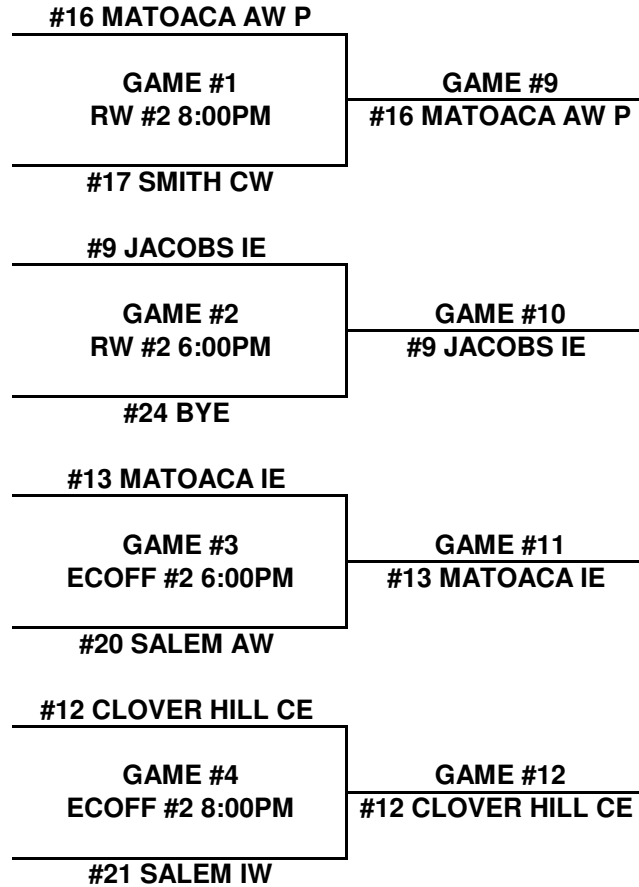 #16 MATOACA AW P
GAME #1
RW #2 8:00PM
GAME #9
#16 MATOACA AW P
#17 SMITH CW
#9 JACOBS IE
GAME #2
RW #2 6:00PM
GAME #10
#9 JACOBS IE
#24 BYE
#13 MATOACA IE
GAME #3
ECOFF #2 6:00PM
GAME #11
#13 MATOACA IE
#20 SALEM AW
#12 CLOVER HILL CE
GAME #4
ECOFF #2 8:00PM
GAME #12
#12 CLOVER HILL CE
#21 SALEM IW